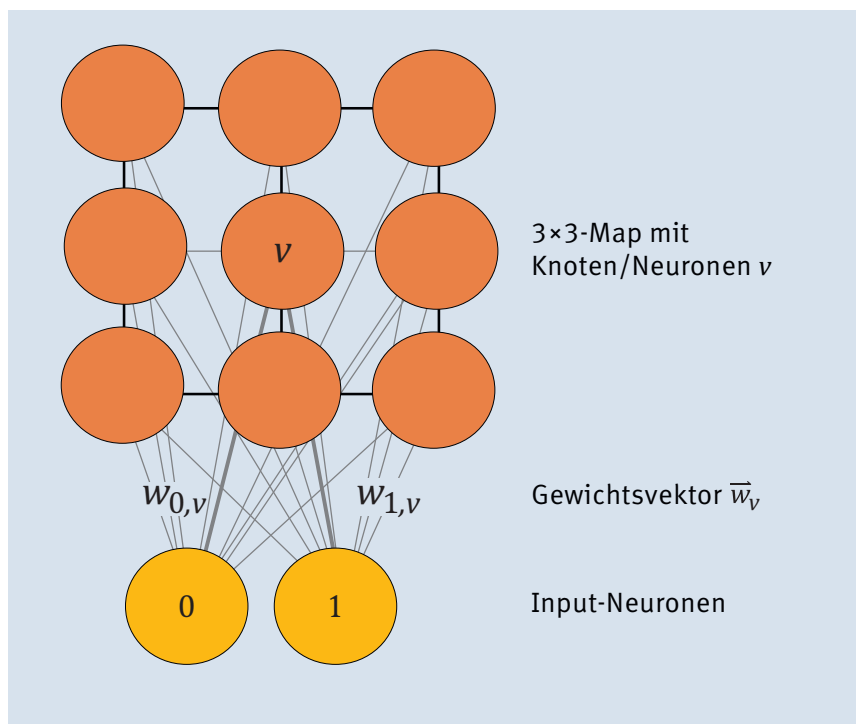 v
3×3-Map mit
Knoten/Neuronen v
w0,v
w1,v
Gewichtsvektor w⃗v
0
1
Input-Neuronen